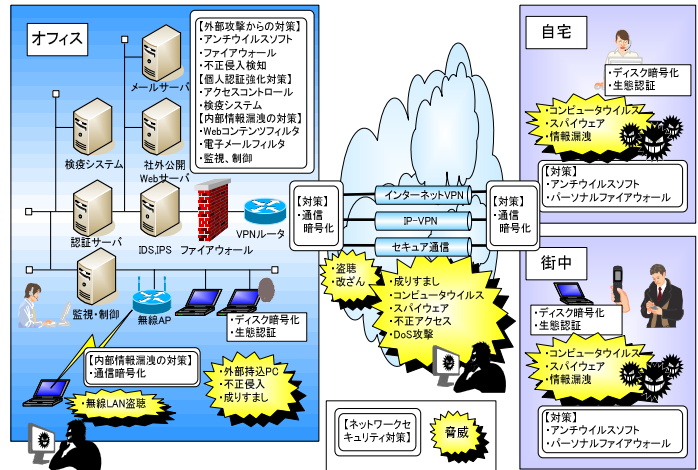 オフィス
メールサーバ
【外部攻撃からの対策】
・アンチウイルスソフト
・ファイアウォール
・不正侵入検知
【個人認証強化対策】
・アクセスコントロール
・検疫システム
【内部情報漏洩の対策】
・Webコンテンツフィルタ
・電子メールフィルタ
・監視、制御
検疫システム
社外公開
Webサーバ
認証サーバ
IDS,IPS
ファイアウォール
VPNルータ
監視・制御
無線AP
・ディスク暗号化
・生態認証
【内部情報漏洩の対策】
・通信暗号化
・無線LAN盗聴
・外部持込PC
・不正侵入
・成りすまし
【対策】
・通信
暗号化
インターネットVPN
IP-VPN
セキュア通信
【対策】
・通信
暗号化
・盗聴
・改ざん
・成りすまし
・コンピュータウイルス
・スパイウェア
・不正アクセス
・DoS攻撃
【ネットワークセ
キュリティ対策】
脅威
自宅
・ディスク暗号化
・生態認証
・コンピュータウイルス
・スパイウェア
・情報漏洩
【対策】
・アンチウイルスソフト
・パーソナルファイアウォール
街中
・ディスク暗号化
・生態認証
・コンピュータウイルス
・スパイウェア
・情報漏洩
【対策】
・アンチウイルスソフト
・パーソナルファイアウォール